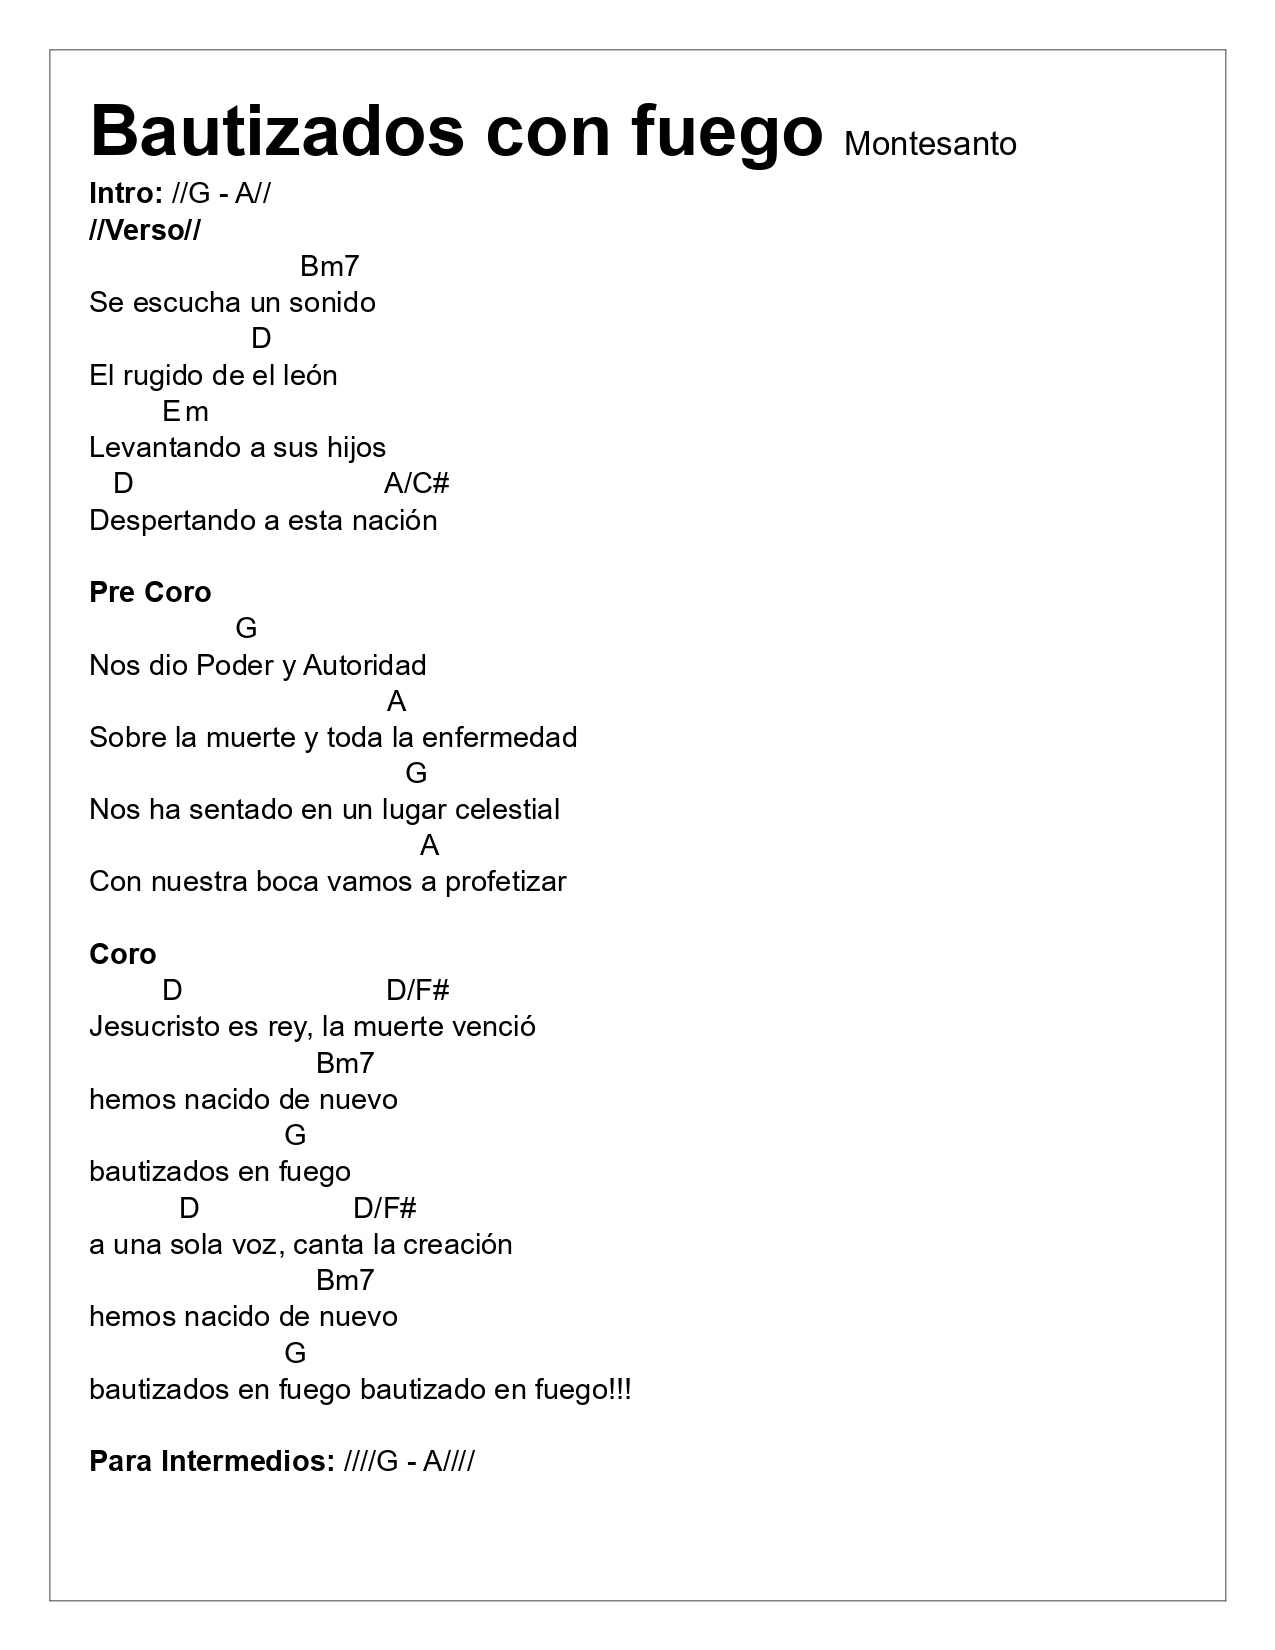 Bautizados con fuego Montesanto
Intro: //G - A//
//Verso//
Bm7
Se escucha un sonido
D
El rugido de el león
Em
Levantando a sus hijos
D A/C#
Despertando a esta nación
Pre Coro
G
Nos dio Poder y Autoridad
A
Sobre la muerte y toda la enfermedad
G
Nos ha sentado en un lugar celestial
A
Con nuestra boca vamos a profetizar
Coro
D D/F#
Jesucristo es rey, la muerte venció
Bm7
hemos nacido de nuevo
G
bautizados en fuego
D D/F#
a una sola voz, canta la creación
Bm7
hemos nacido de nuevo
G
bautizados en fuego bautizado en fuego!!!
Para Intermedios: ////G - A////